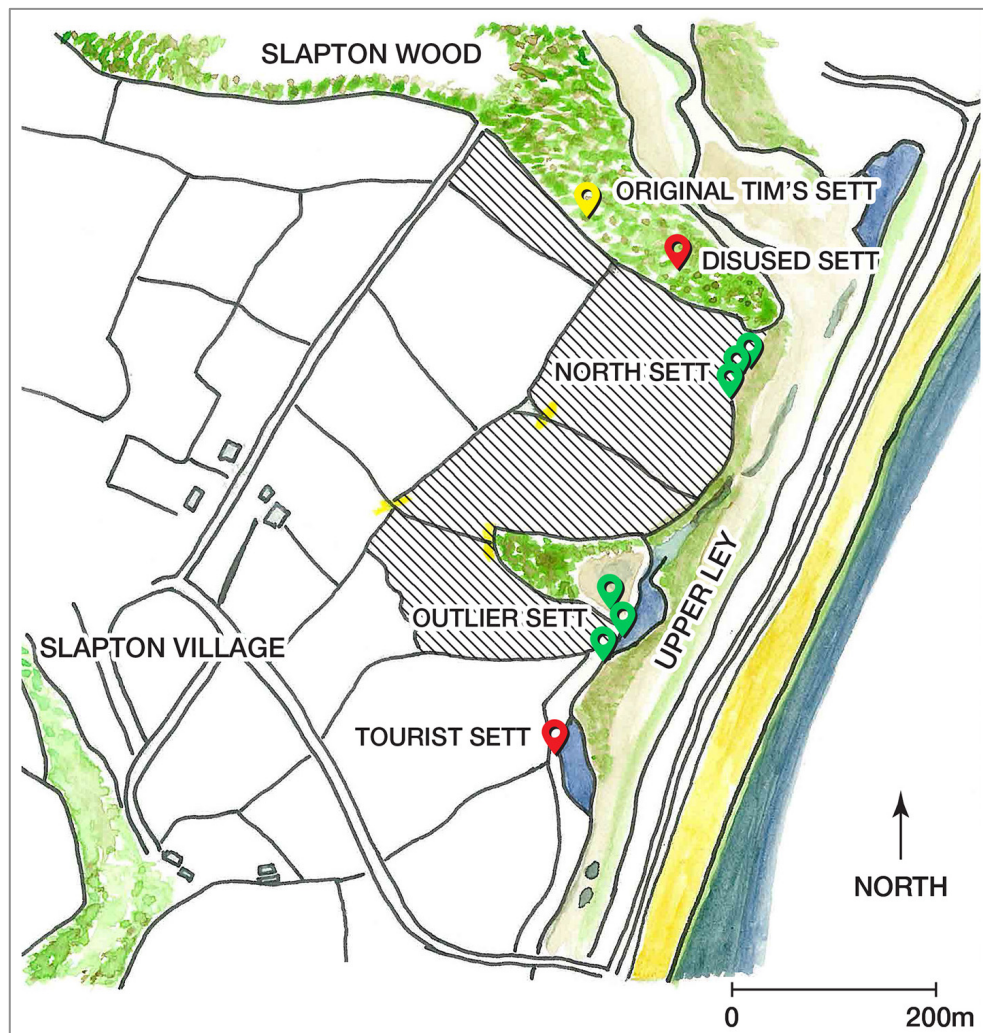 SLAPTON WOOD
ORIGINAL TIM'S SETT
DISUSED SETT
NORTH SETT
OUTLIER SETT
UPPER LEY
SLAPTON VILLAGE
TOURIST SETT
NORTH
0 200m